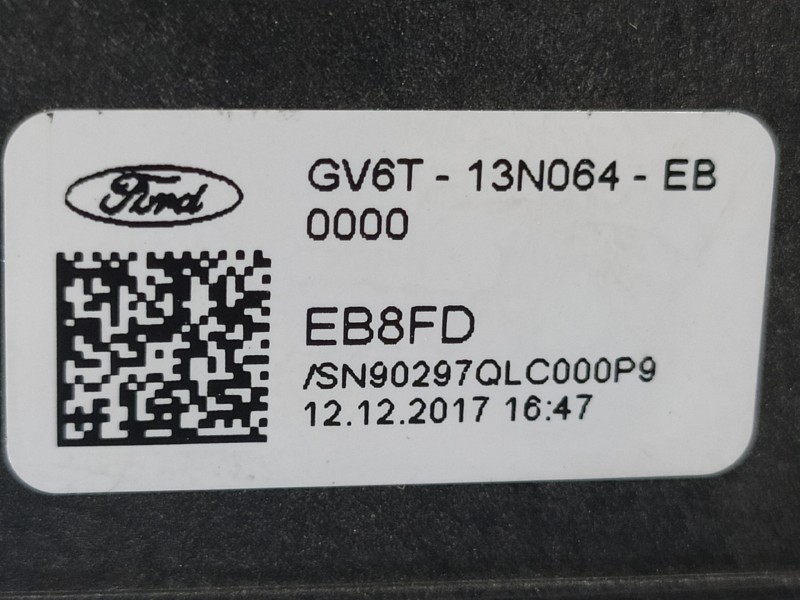 Ford
GV6T - 13N064 - EB
0000
EB8FD
/SN90297QLC000P9
12.12.2017 16:47